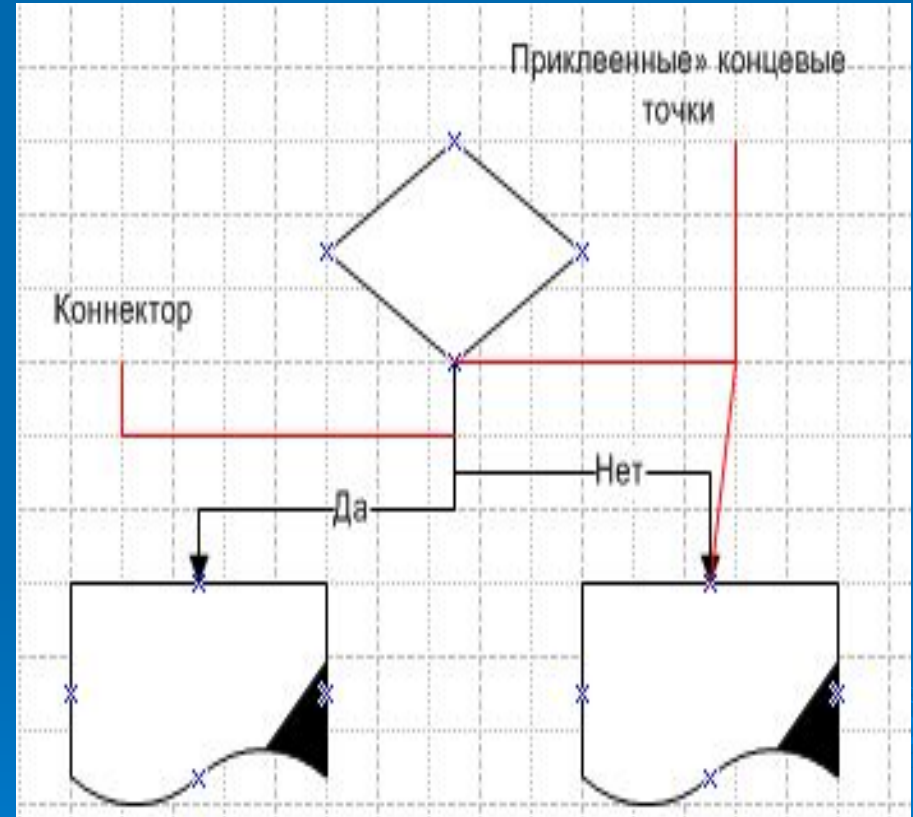 Приклеенные» концевые
точки
Коннектор
Нет
Да